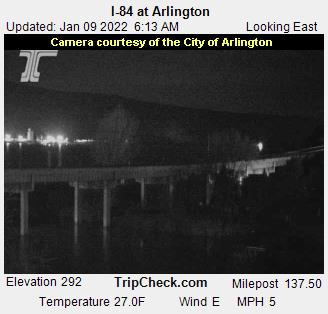 I-84 at Arlington
Updated: Jan 09 2022 6:13 AM Looking East
Camera courtesy of the City of Arlington
Elevation 292 TripCheck.com Milepost 137.50
Temperature 27.0F Wind E MPH 5